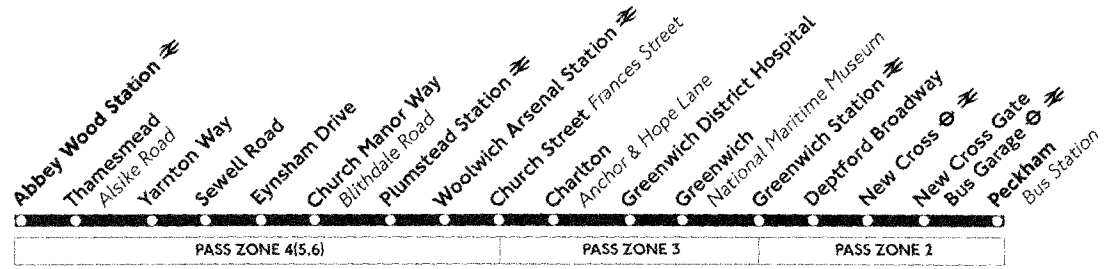 Abbey Wood Station
Thamesmead
Alsike Road
Yarnton Way
Sewell Road
Eynsham Drive
Church Manor Way
Blithdale Road
Plumstead Station
Woolwich Arsenal Station
Church Street Frances Street
Charlton
Anchor & Hope Lane
Greenwich District Hospital
Greenwich
National Maritime Museum
Greenwich Station
Deptford Broadway
New Cross
New Cross Gate
Bus Garage
Peckham
Bus Station
PASS ZONE 4(5,6)
PASS ZONE 3
PASS ZONE 2